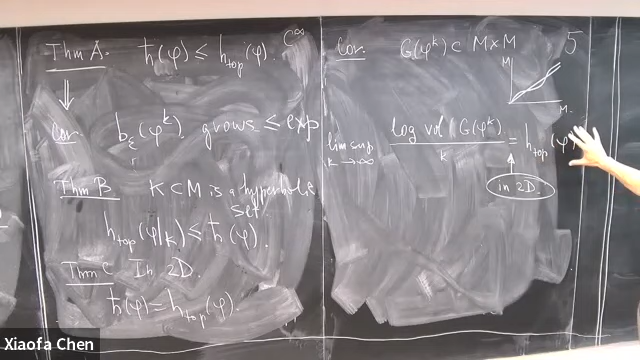 Thm A. ħ(φ) ≤ h_top(φ). C^∞
⇓
Cor. b_ε(φ^k) grows ≤ exp
Thm B K ⊂ M is a hyperbolic
set.
h_top(φ|_K) ≤ ħ(φ).
Thm C In 2D.
ħ(φ) = h_top(φ).
Cor. G(φ^k) ⊂ M×M 5
M
M
lim sup k→∞ log vol(G(φ^k)) / k = h_top(φ)
in 2D.
Xiaofa Chen